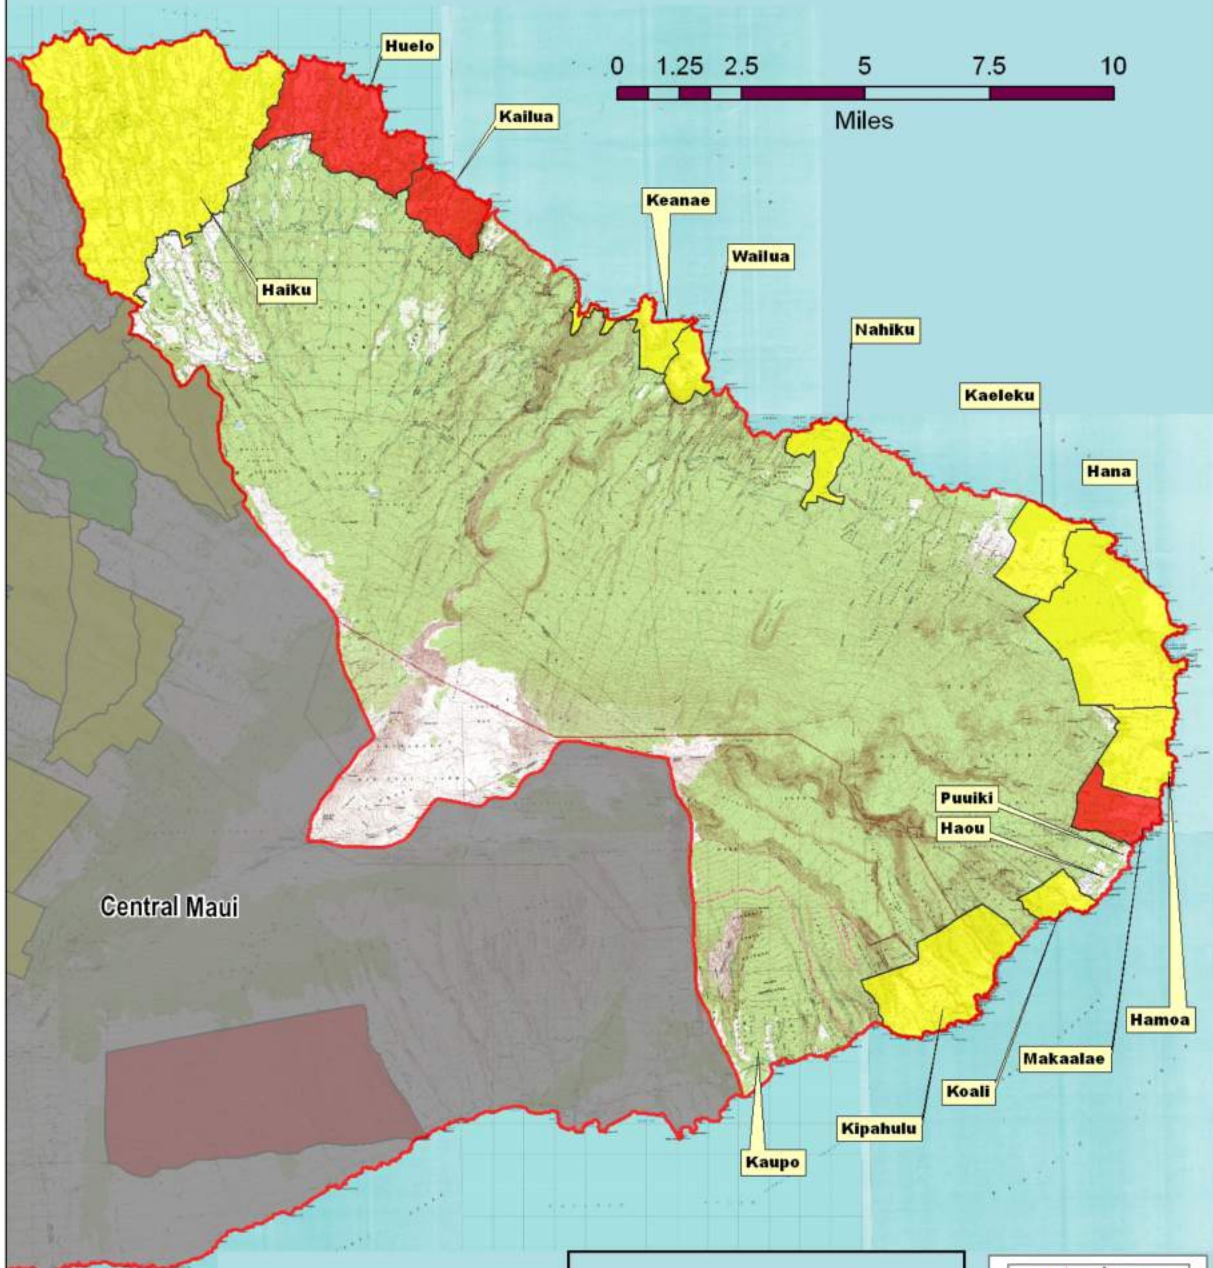 Huelo
0 1.25 2.5 5 7.5 10
Miles
Kailua
Keanae
Wailua
Haiku
Nahiku
Kaeleku
Hana
Puuiki
Haou
Central Maui
Hamoa
Makaalae
Koali
Kipahulu
Kaupo